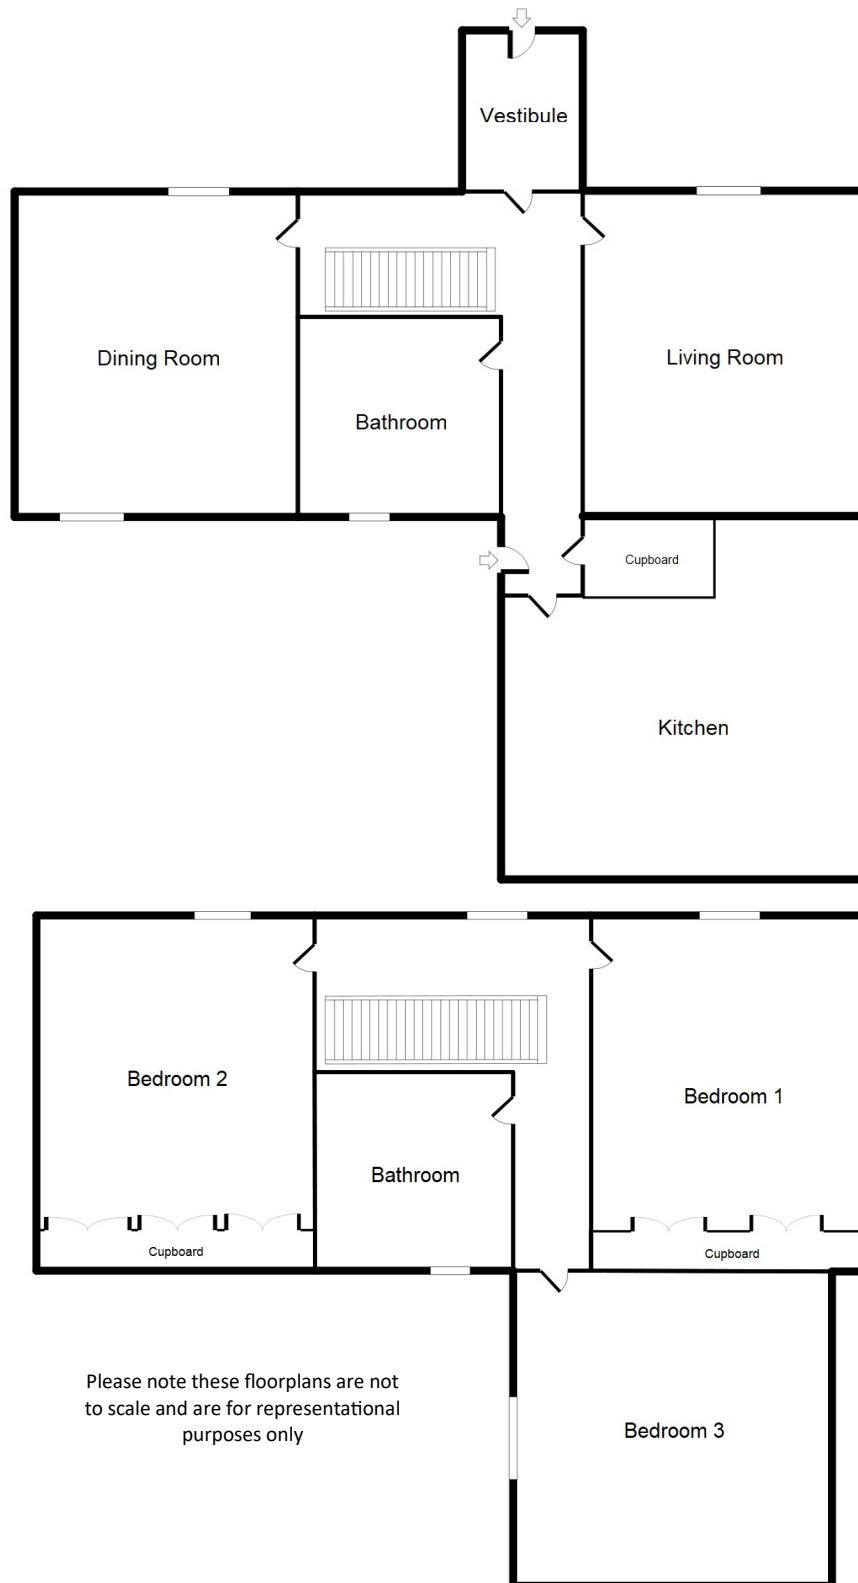 Vestibule
Dining Room
Living Room
Bathroom
Cupboard
Kitchen
Bedroom 2
Bedroom 1
Bathroom
Cupboard
Cupboard
Please note these floorplans are not
to scale and are for representational
purposes only
Bedroom 3